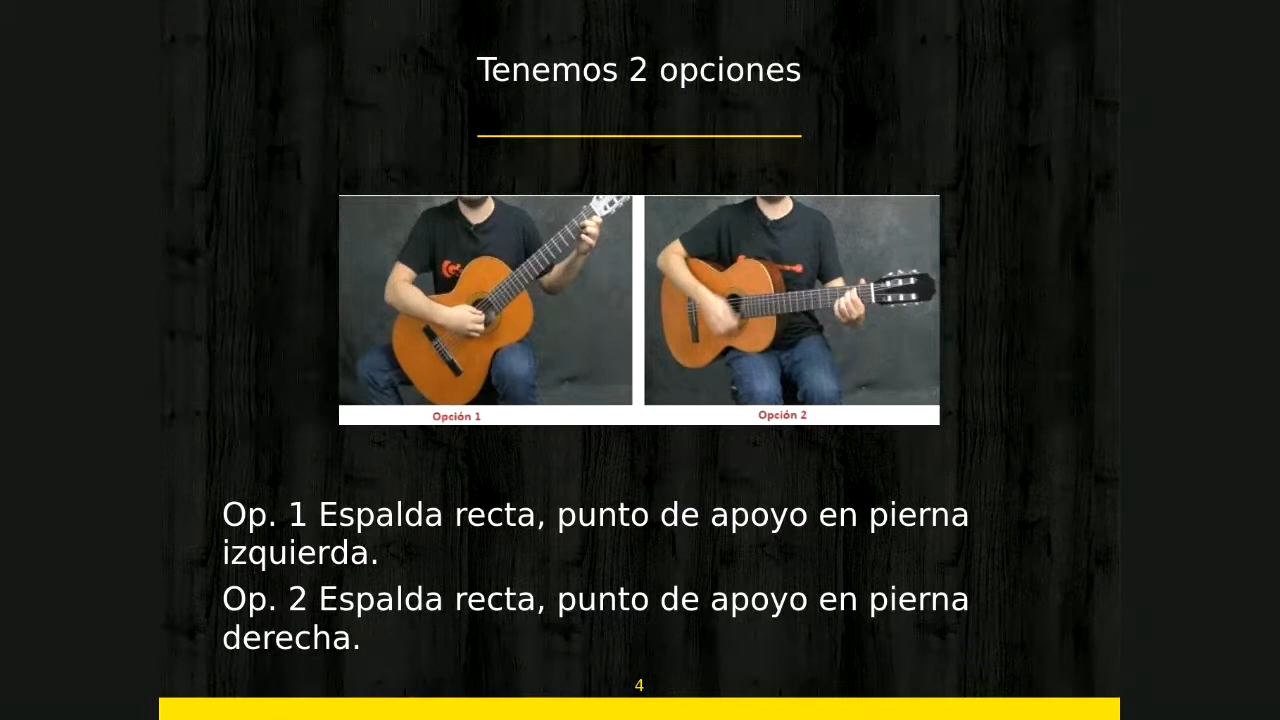 Tenemos 2 opciones
Opción 1
Opción 2
Op. 1 Espalda recta, punto de apoyo en pierna
izquierda.
Op. 2 Espalda recta, punto de apoyo en pierna
derecha.
4